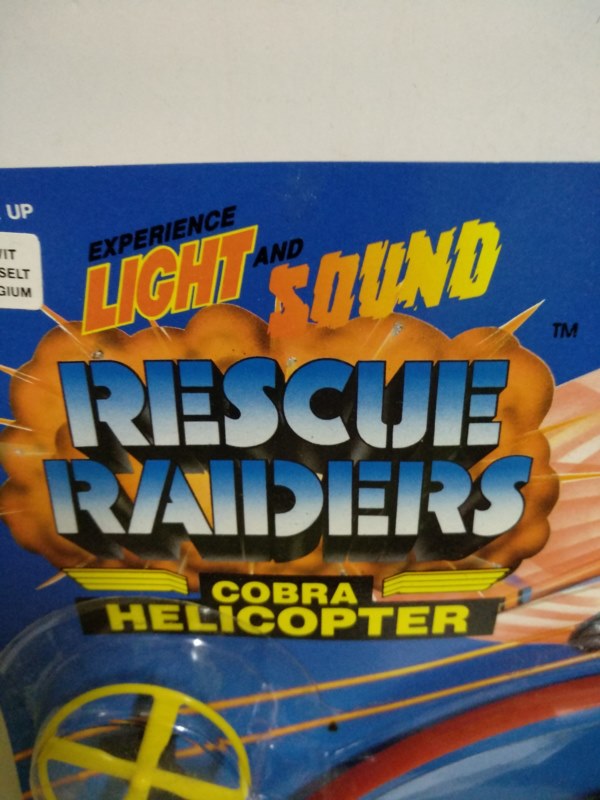 UP
EXPERIENCE
LIGHT AND SOUND
TM
RESCUE
RAIDERS
COBRA
HELICOPTER